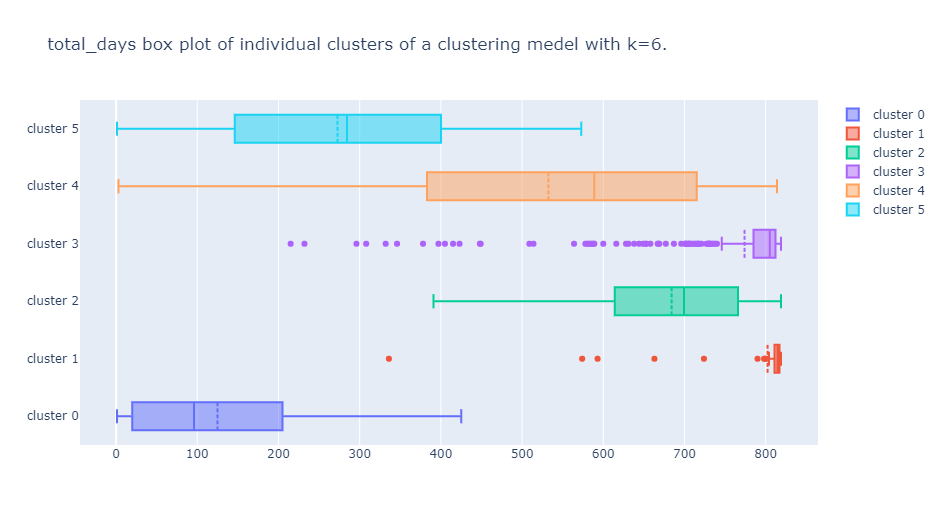 total_days box plot of individual clusters of a clustering medel with k=6.
cluster 5
cluster 4
cluster 3
cluster 2
cluster 1
cluster 0
0 100 200 300 400 500 600 700 800
cluster 0
cluster 1
cluster 2
cluster 3
cluster 4
cluster 5